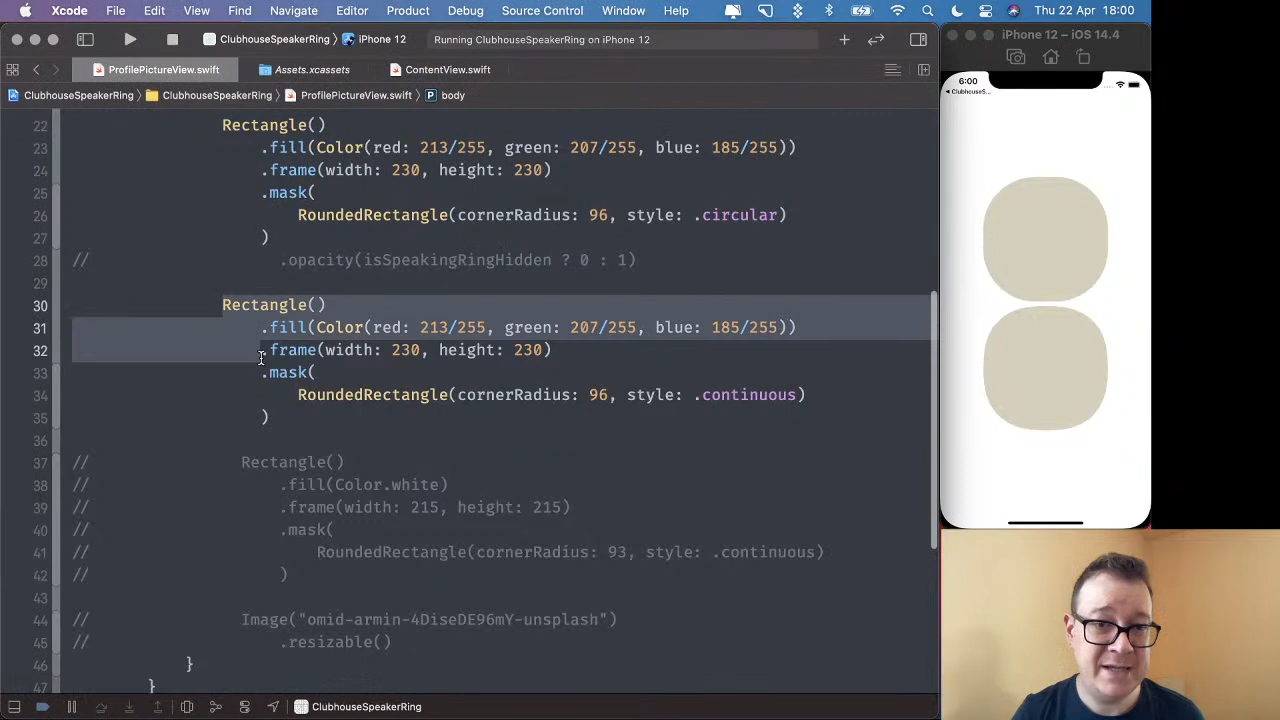 Xcode File Edit View Find Navigate Editor Product Debug Source Control Window Help Thu 22 Apr 18:00
ClubhouseSpeakerRing iPhone 12 Running ClubhouseSpeakerRing on iPhone 12
iPhone 12 – iOS 14.4
ProfilePictureView.swift Assets.xcassets ContentView.swift
6:00
ClubhouseS...
ClubhouseSpeakerRing ProfilePictureView.swift body
22 Rectangle()
23 .fill(Color(red: 213/255, green: 207/255, blue: 185/255))
24 .frame(width: 230, height: 230)
25 .mask(
26 RoundedRectangle(cornerRadius: 96, style: .circular)
27 )
28 // .opacity(isSpeakingRingHidden ? 0 : 1)
29
30 Rectangle()
31 .fill(Color(red: 213/255, green: 207/255, blue: 185/255))
32 .frame(width: 230, height: 230)
33 .mask(
34 RoundedRectangle(cornerRadius: 96, style: .continuous)
35 )
36
37 // Rectangle()
38 // .fill(Color.white)
39 // .frame(width: 215, height: 215)
40 // .mask(
41 // RoundedRectangle(cornerRadius: 93, style: .continuous)
42 // )
43
44 // Image("omid-armin-4DiseDE96mY-unsplash")
45 // .resizable()
46 }
47 }
ClubhouseSpeakerRing